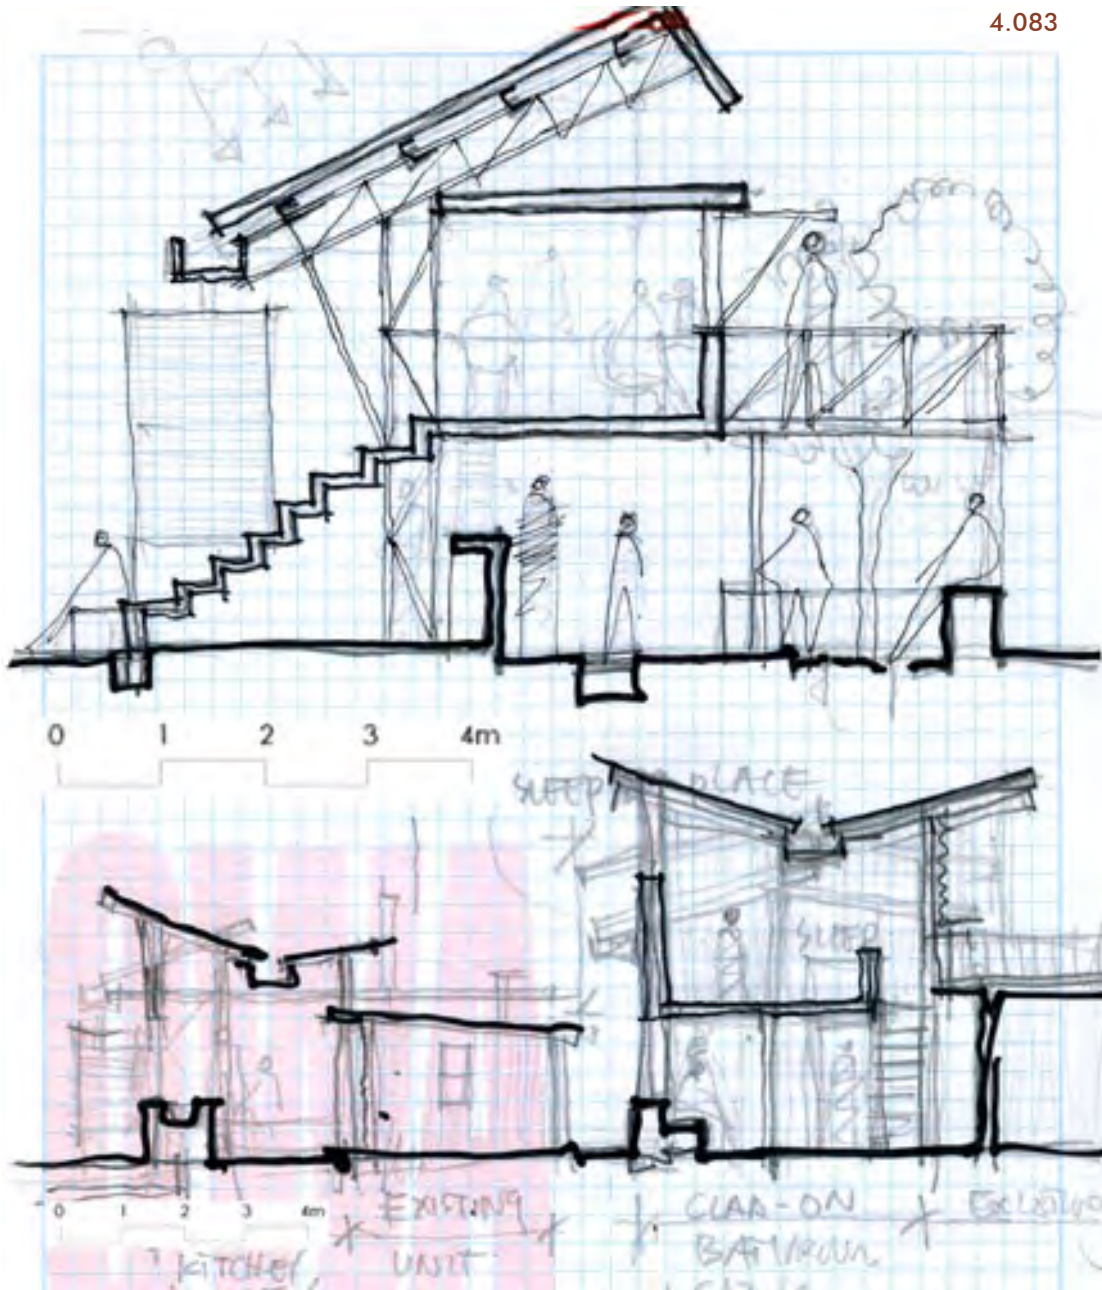 4.083
0 1 2 3 4m
SLEEP PLACE
SLEEP
0 1 2 3 4m
EXISTING
UNIT
KITCHEN
CLAD-ON
BATHROOM
EXISTING